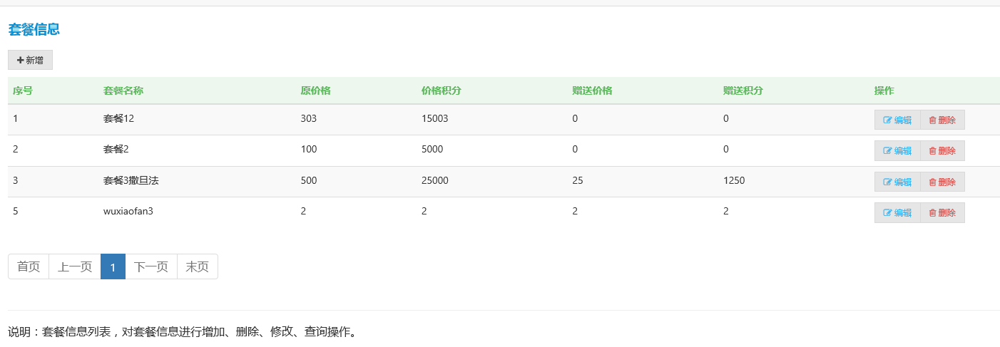 套餐信息
新增
序号 套餐名称 原价格 价格积分 赠送价格 赠送积分 操作
1 套餐12 303 15003 0 0 编辑 删除
2 套餐2 100 5000 0 0 编辑 删除
3 套餐3撒旦法 500 25000 25 1250 编辑 删除
5 wuxiaofan3 2 2 2 2 编辑 删除
首页 上一页 1 下一页 末页
说明：套餐信息列表，对套餐信息进行增加、删除、修改、查询操作。